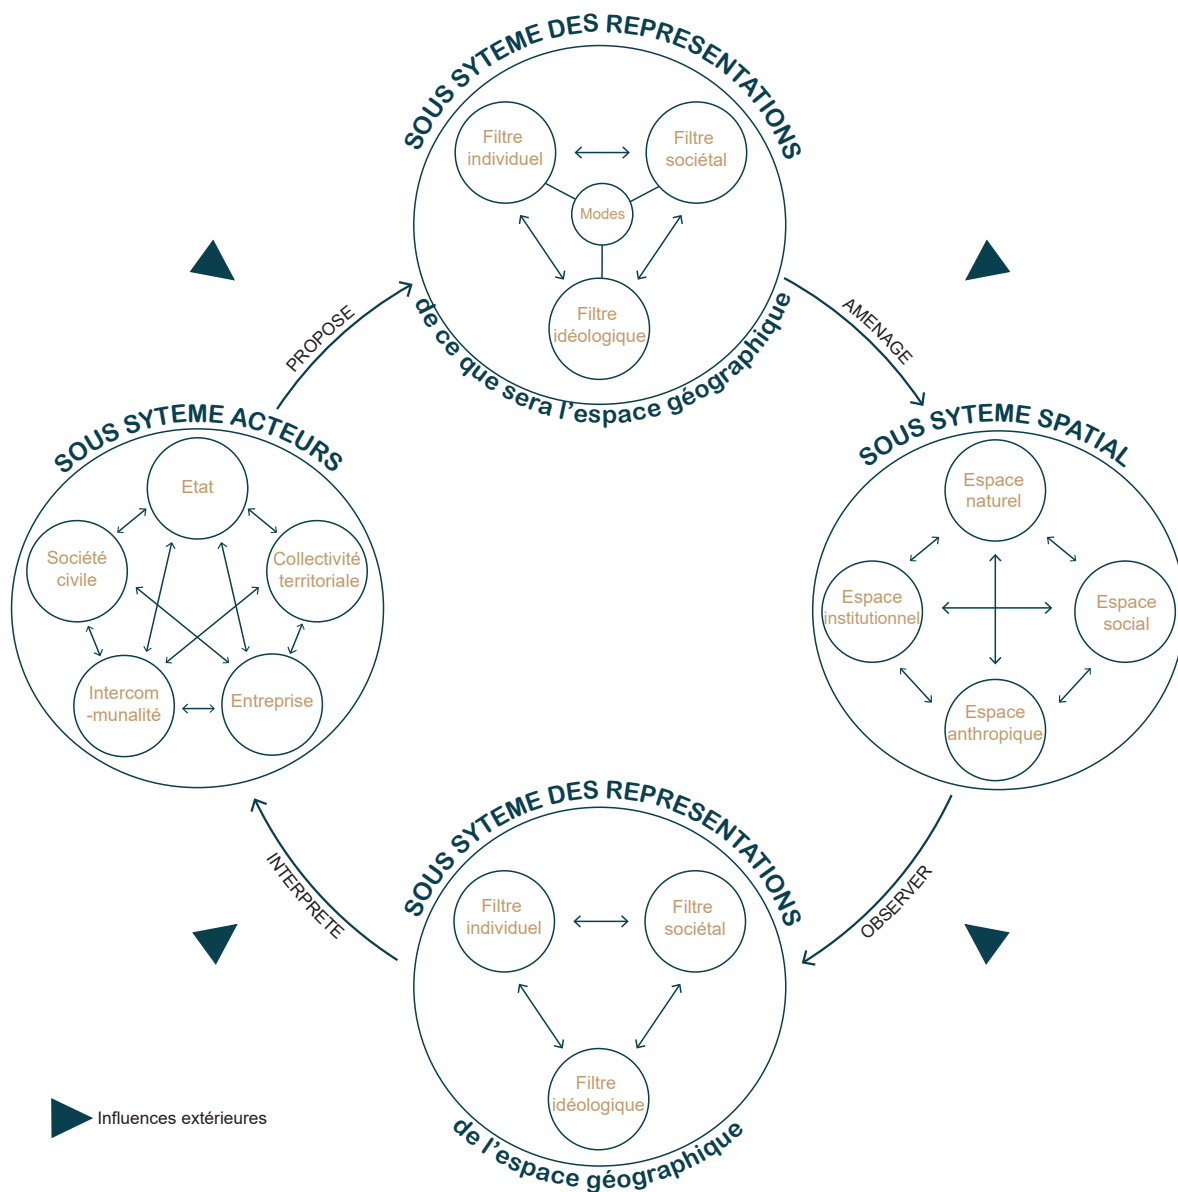 SOUS SYTEME DES REPRESENTATIONS
Filtre
individuel
Filtre
sociétal
Modes
Filtre
idéologique
de ce que sera l'espace géographique
PROPOSE
AMENAGE
SOUS SYTEME ACTEURS
Etat
Société
civile
Collectivité
territoriale
Intercom
-munalité
Entreprise
SOUS SYTEME SPATIAL
Espace
naturel
Espace
institutionnel
Espace
social
Espace
anthropique
INTERPRETE
OBSERVER
SOUS SYTEME DES REPRESENTATIONS
Filtre
individuel
Filtre
sociétal
Filtre
idéologique
de l'espace géographique
Influences extérieures